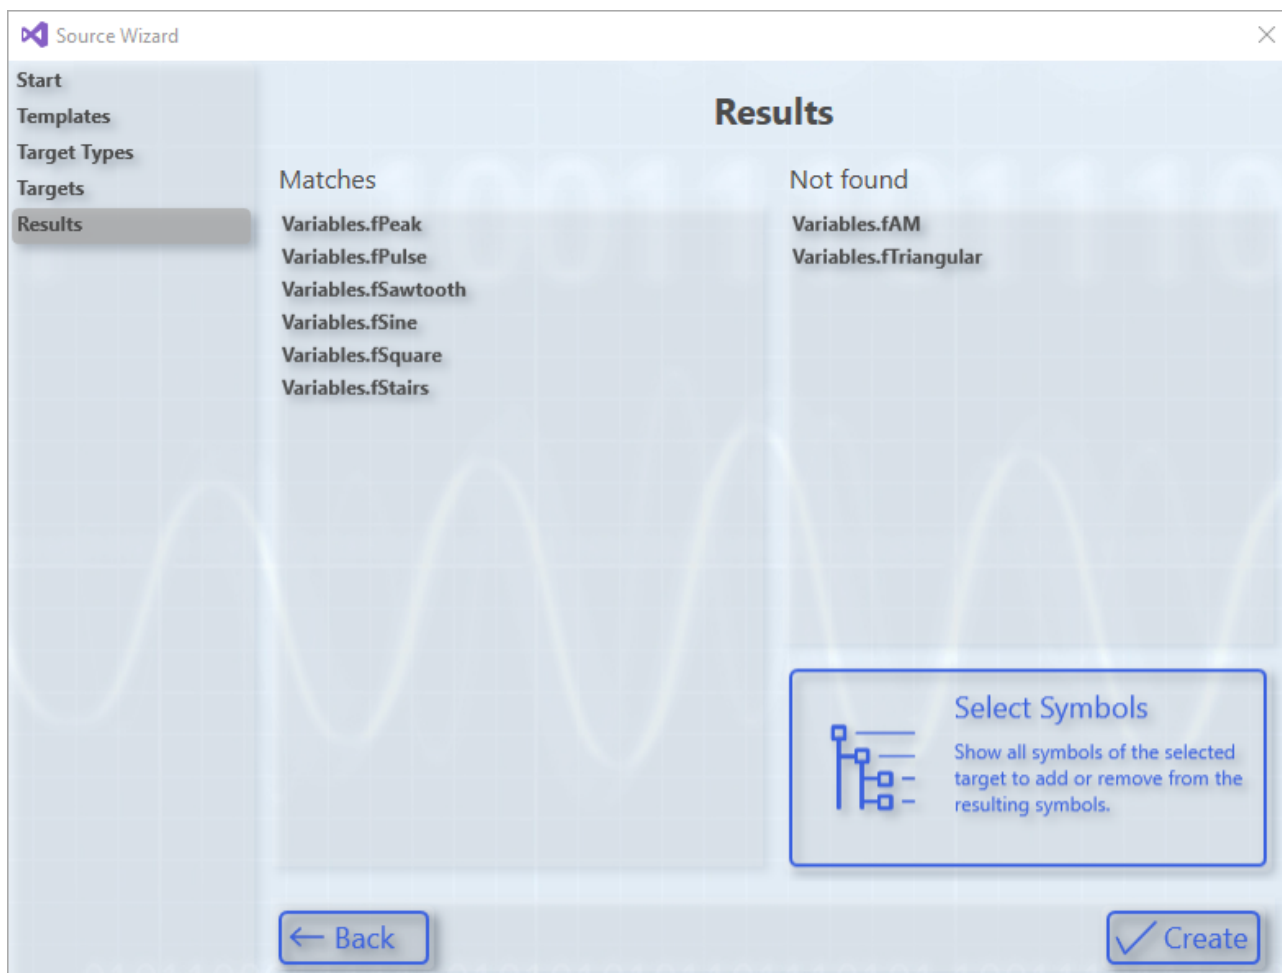 Source Wizard
Start
Templates
Target Types
Targets
Results
Results
Matches
Variables.fPeak
Variables.fPulse
Variables.fSawtooth
Variables.fSine
Variables.fSquare
Variables.fStairs
Not found
Variables.fAM
Variables.fTriangular
Select Symbols
Show all symbols of the selected
target to add or remove from the
resulting symbols.
Back
Create